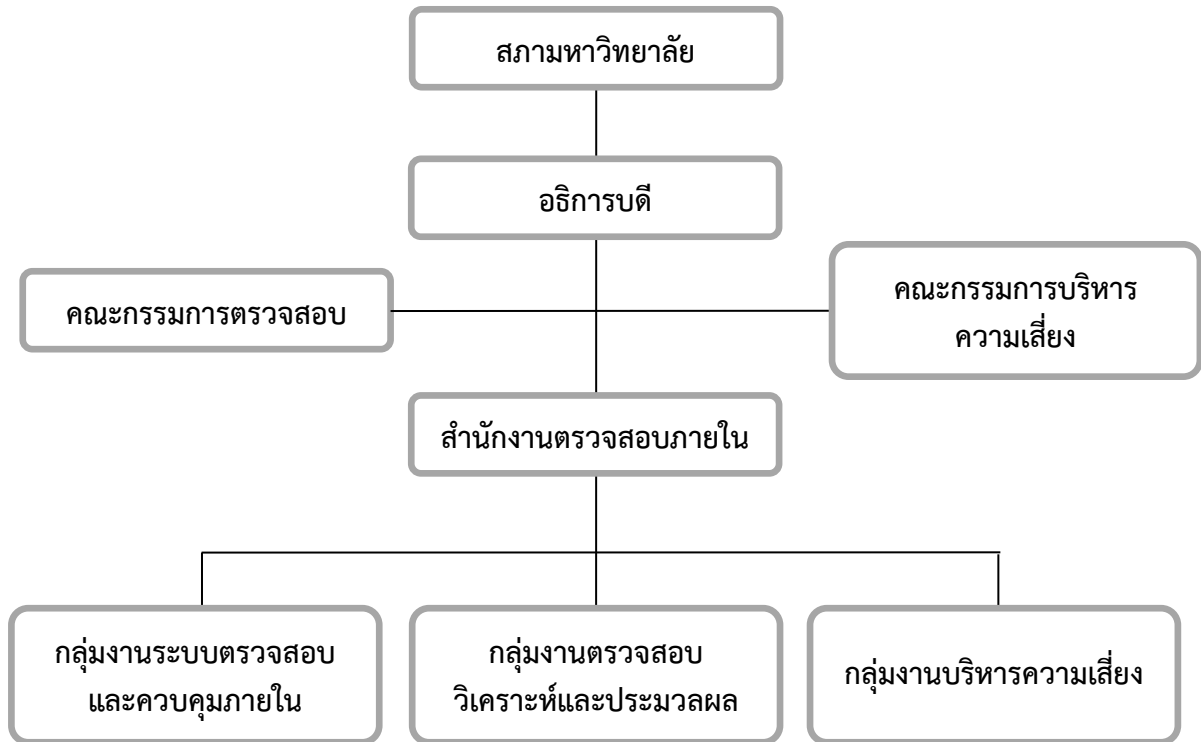 สภามหาวิทยาลัย
อธิการบดี
คณะกรรมการตรวจสอบ
คณะกรรมการบริหาร
ความเสี่ยง
สำนักงานตรวจสอบภายใน
กลุ่มงานระบบตรวจสอบ
และควบคุมภายใน
กลุ่มงานตรวจสอบ
วิเคราะห์และประมวลผล
กลุ่มงานบริหารความเสี่ยง